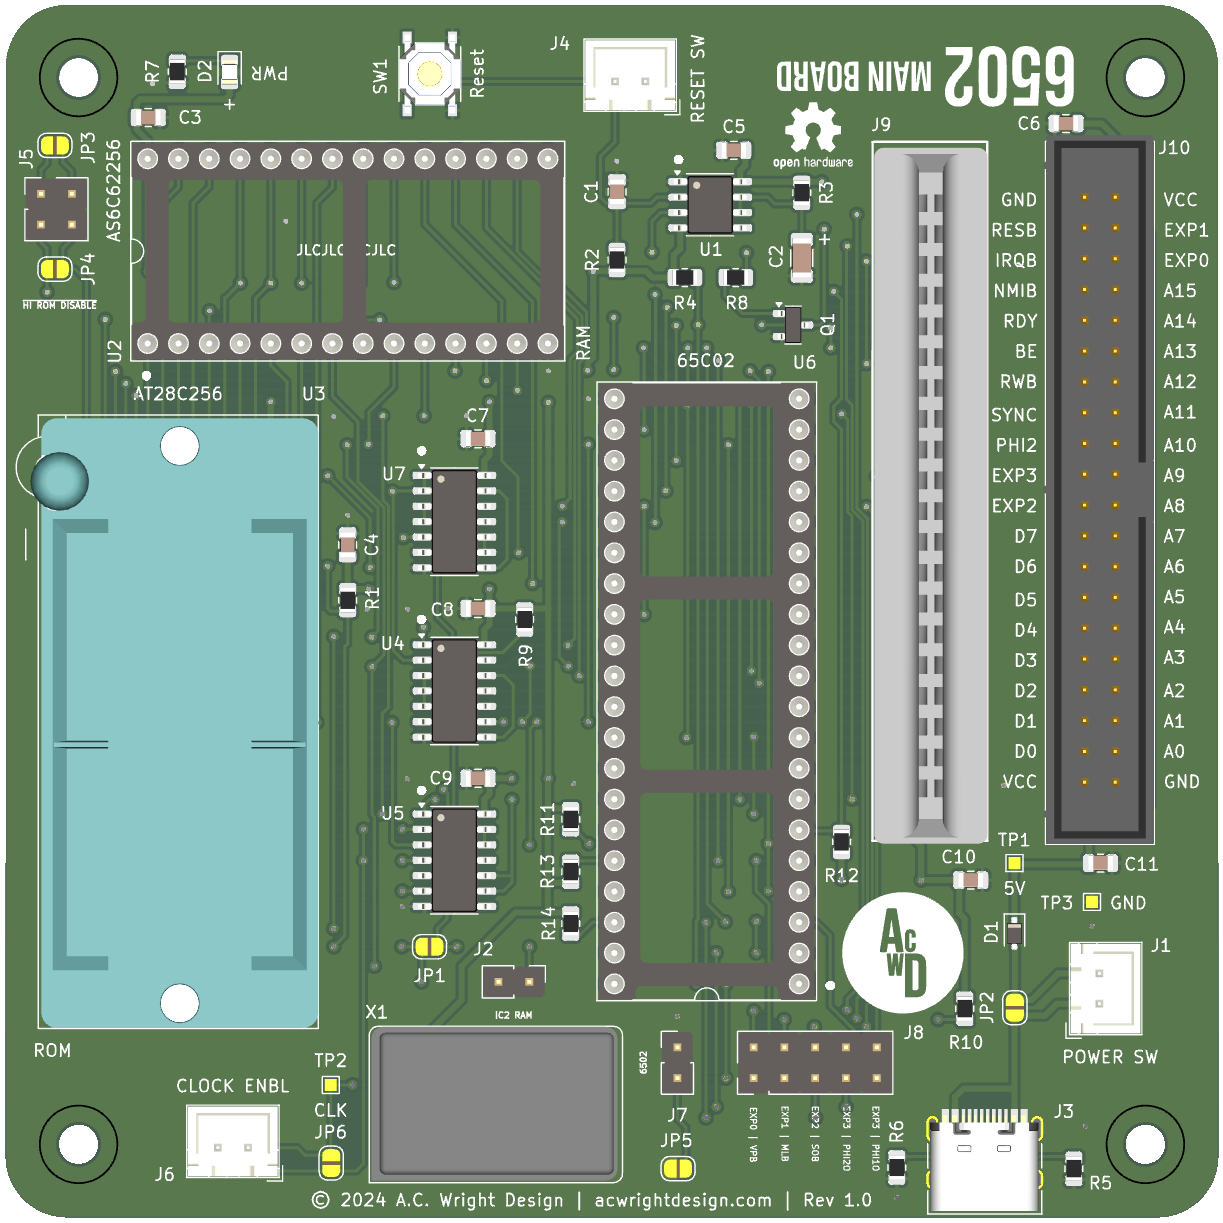 6502
MAIN BOARD
open hardware
R7
D2
PWR
+
C3
SW1
Reset
J4
RESET SW
J9
C6
J10
J5
JP3
JP4
HI ROM DISABLE
AS6C62256
JLCJLCJLCJLC
U2
RAM
C5
C1
R2
U1
R3
C2
+
R4
R8
Q1
65C02
U6
AT28C256
U3
C7
U7
C4
R1
C8
U4
R9
C9
U5
R11
R13
R14
R12
JP1
J2
IC2 RAM
GND VCC
RESB EXP1
IRQB EXP0
NMIB A15
RDY A14
BE A13
RWB A12
SYNC A11
PHI2 A10
EXP3 A9
EXP2 A8
D7 A7
D6 A6
D5 A5
D4 A4
D3 A3
D2 A2
D1 A1
D0 A0
VCC GND
TP1
5V
C10
C11
TP3 GND
D1
J1
JP2
R10
POWER SW
ACWD
ROM
X1
TP2
CLK
JP6
CLOCK ENBL
J6
6502
J7
JP5
J8
EXP0 | VPB
EXP1 | MLB
EXP2 | SOB
EXP3 | PHI2O
EXP3 | PHI1O
R6
J3
R5
© 2024 A.C. Wright Design | acwrightdesign.com | Rev 1.0